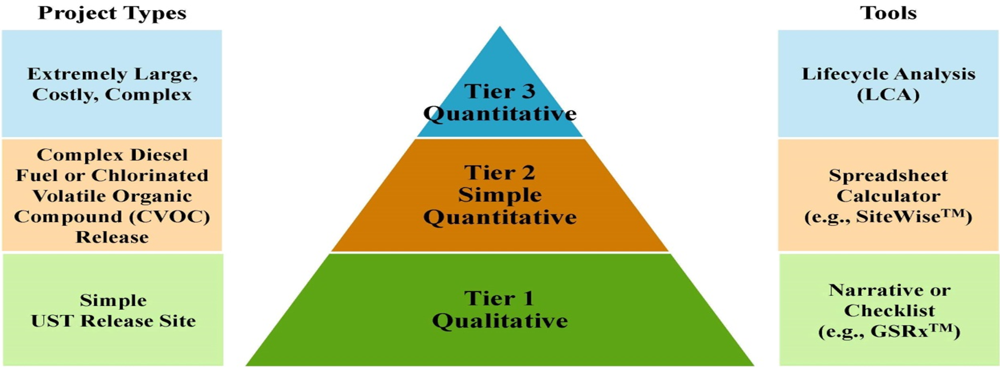 Project Types
Extremely Large,
Costly, Complex
Complex Diesel
Fuel or Chlorinated
Volatile Organic
Compound (CVOC)
Release
Simple
UST Release Site
Tier 3
Quantitative
Tier 2
Simple
Quantitative
Tier 1
Qualitative
Tools
Lifecycle Analysis
(LCA)
Spreadsheet
Calculator
(e.g., SiteWise™)
Narrative or
Checklist
(e.g., GSRx™)